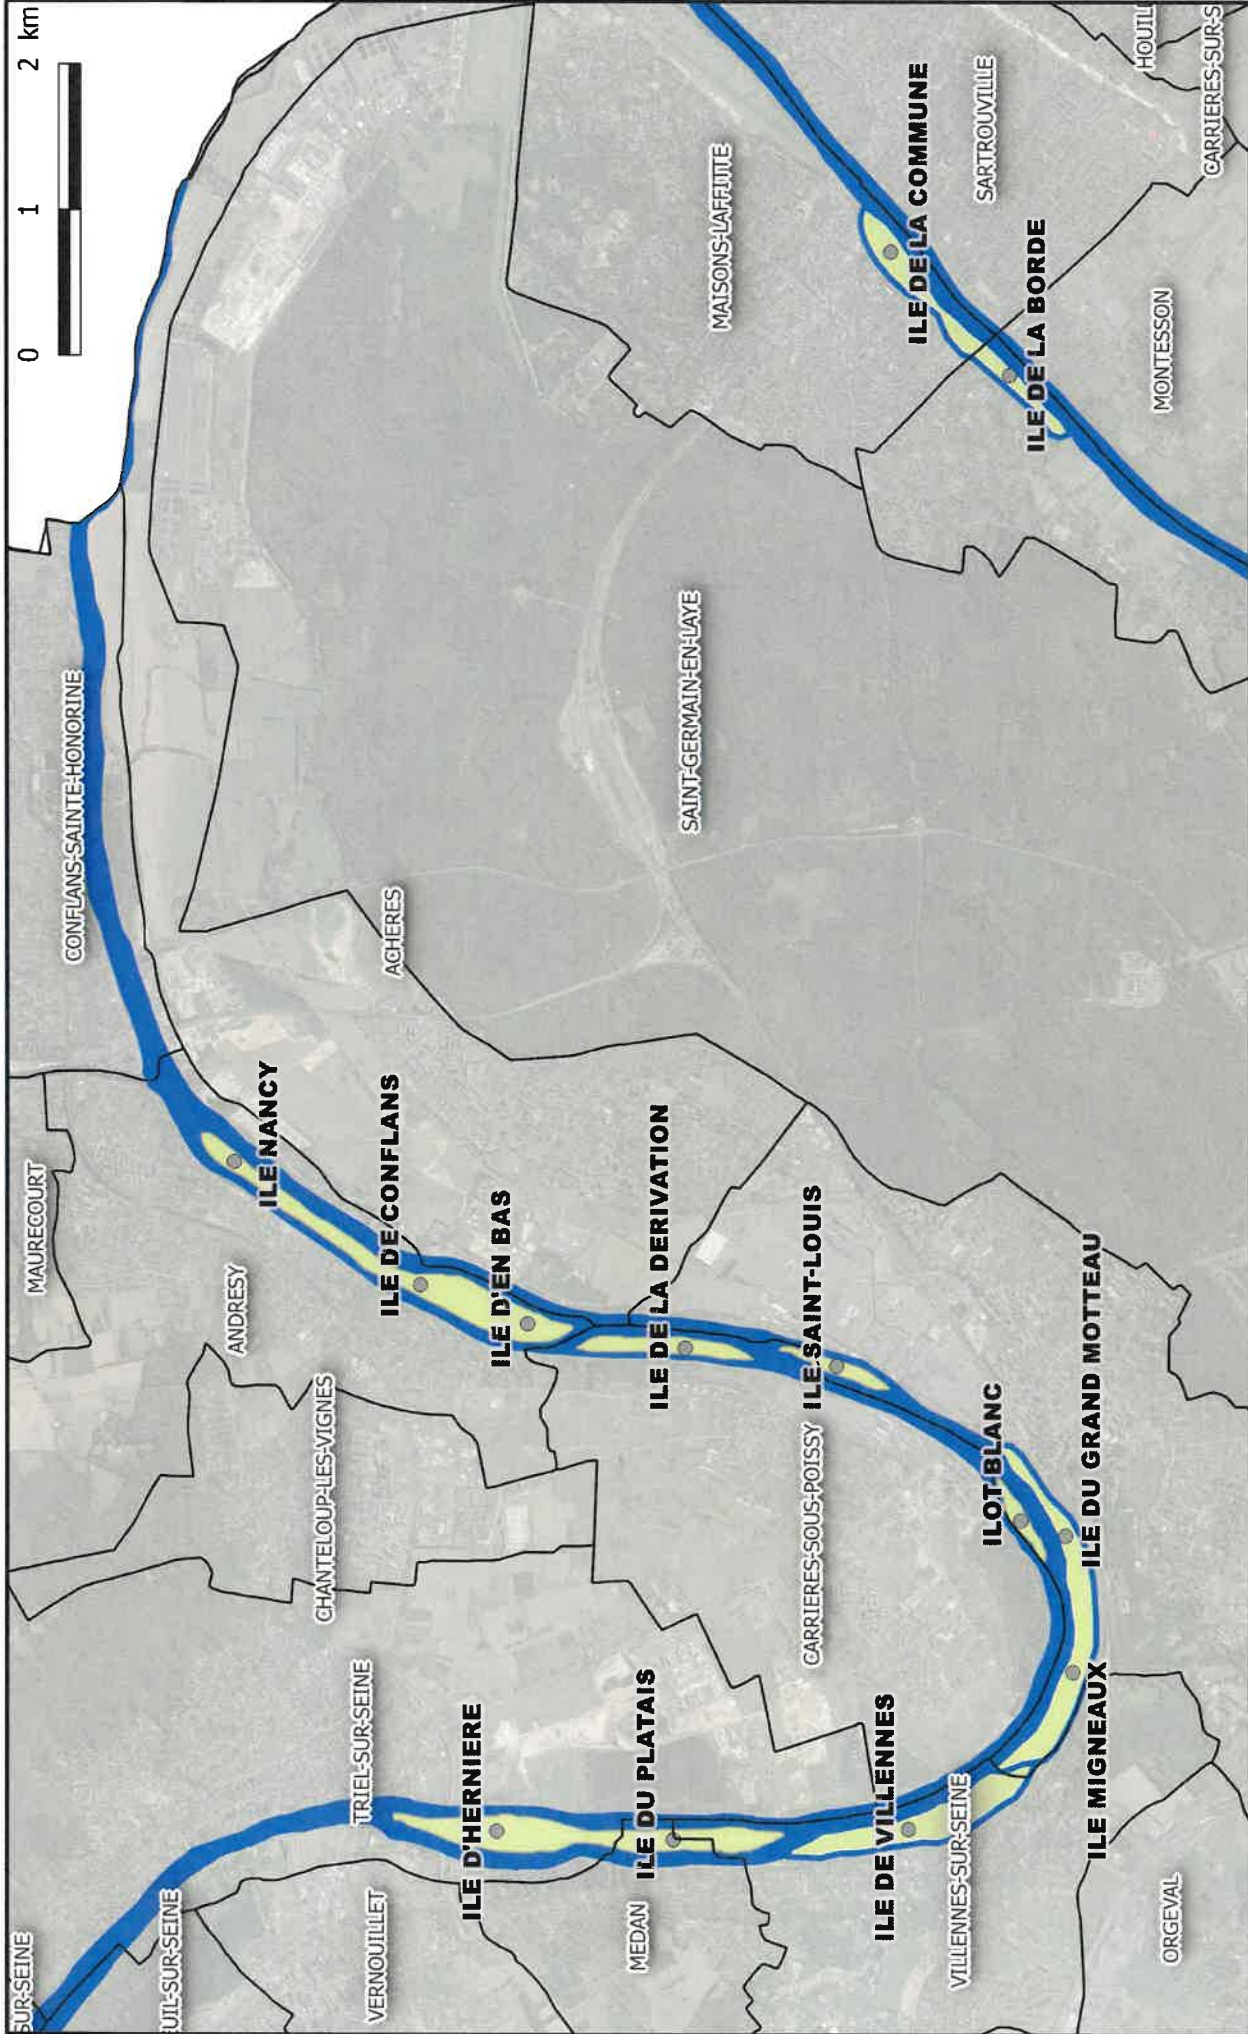 0 1 2 km
SUR-SEINE
UIL-SUR-SEINE
CONFLANS-SAINTE-HONORINE
MAURECOURT
ANDRESY
ILE NANCY
VERNOUILLET
TRIEL-SUR-SEINE
CHANTELOUP-LES-VIGNES
ILE DE CONFLANS
ACHERES
ILE D'HERNIERE
ILE D'EN BAS
MEDAN
ILE DU PLATAIS
ILE DE LA DERIVATION
SAINT-GERMAIN-EN-LAYE
MAISONS-LAFFITTE
CARRIERES-SOUS-POISSY
ILE SAINT-LOUIS
ILE DE VILLENNES
ILE DE LA COMMUNE
VILLENNES-SUR-SEINE
ILOT BLANC
SARTROUVILLE
ILE DE LA BORDE
ILE MIGNEAUX
ILE DU GRAND MOTTEAU
ORGEVAL
MONTESSON
HOUIL
CARRIERES-SUR-S